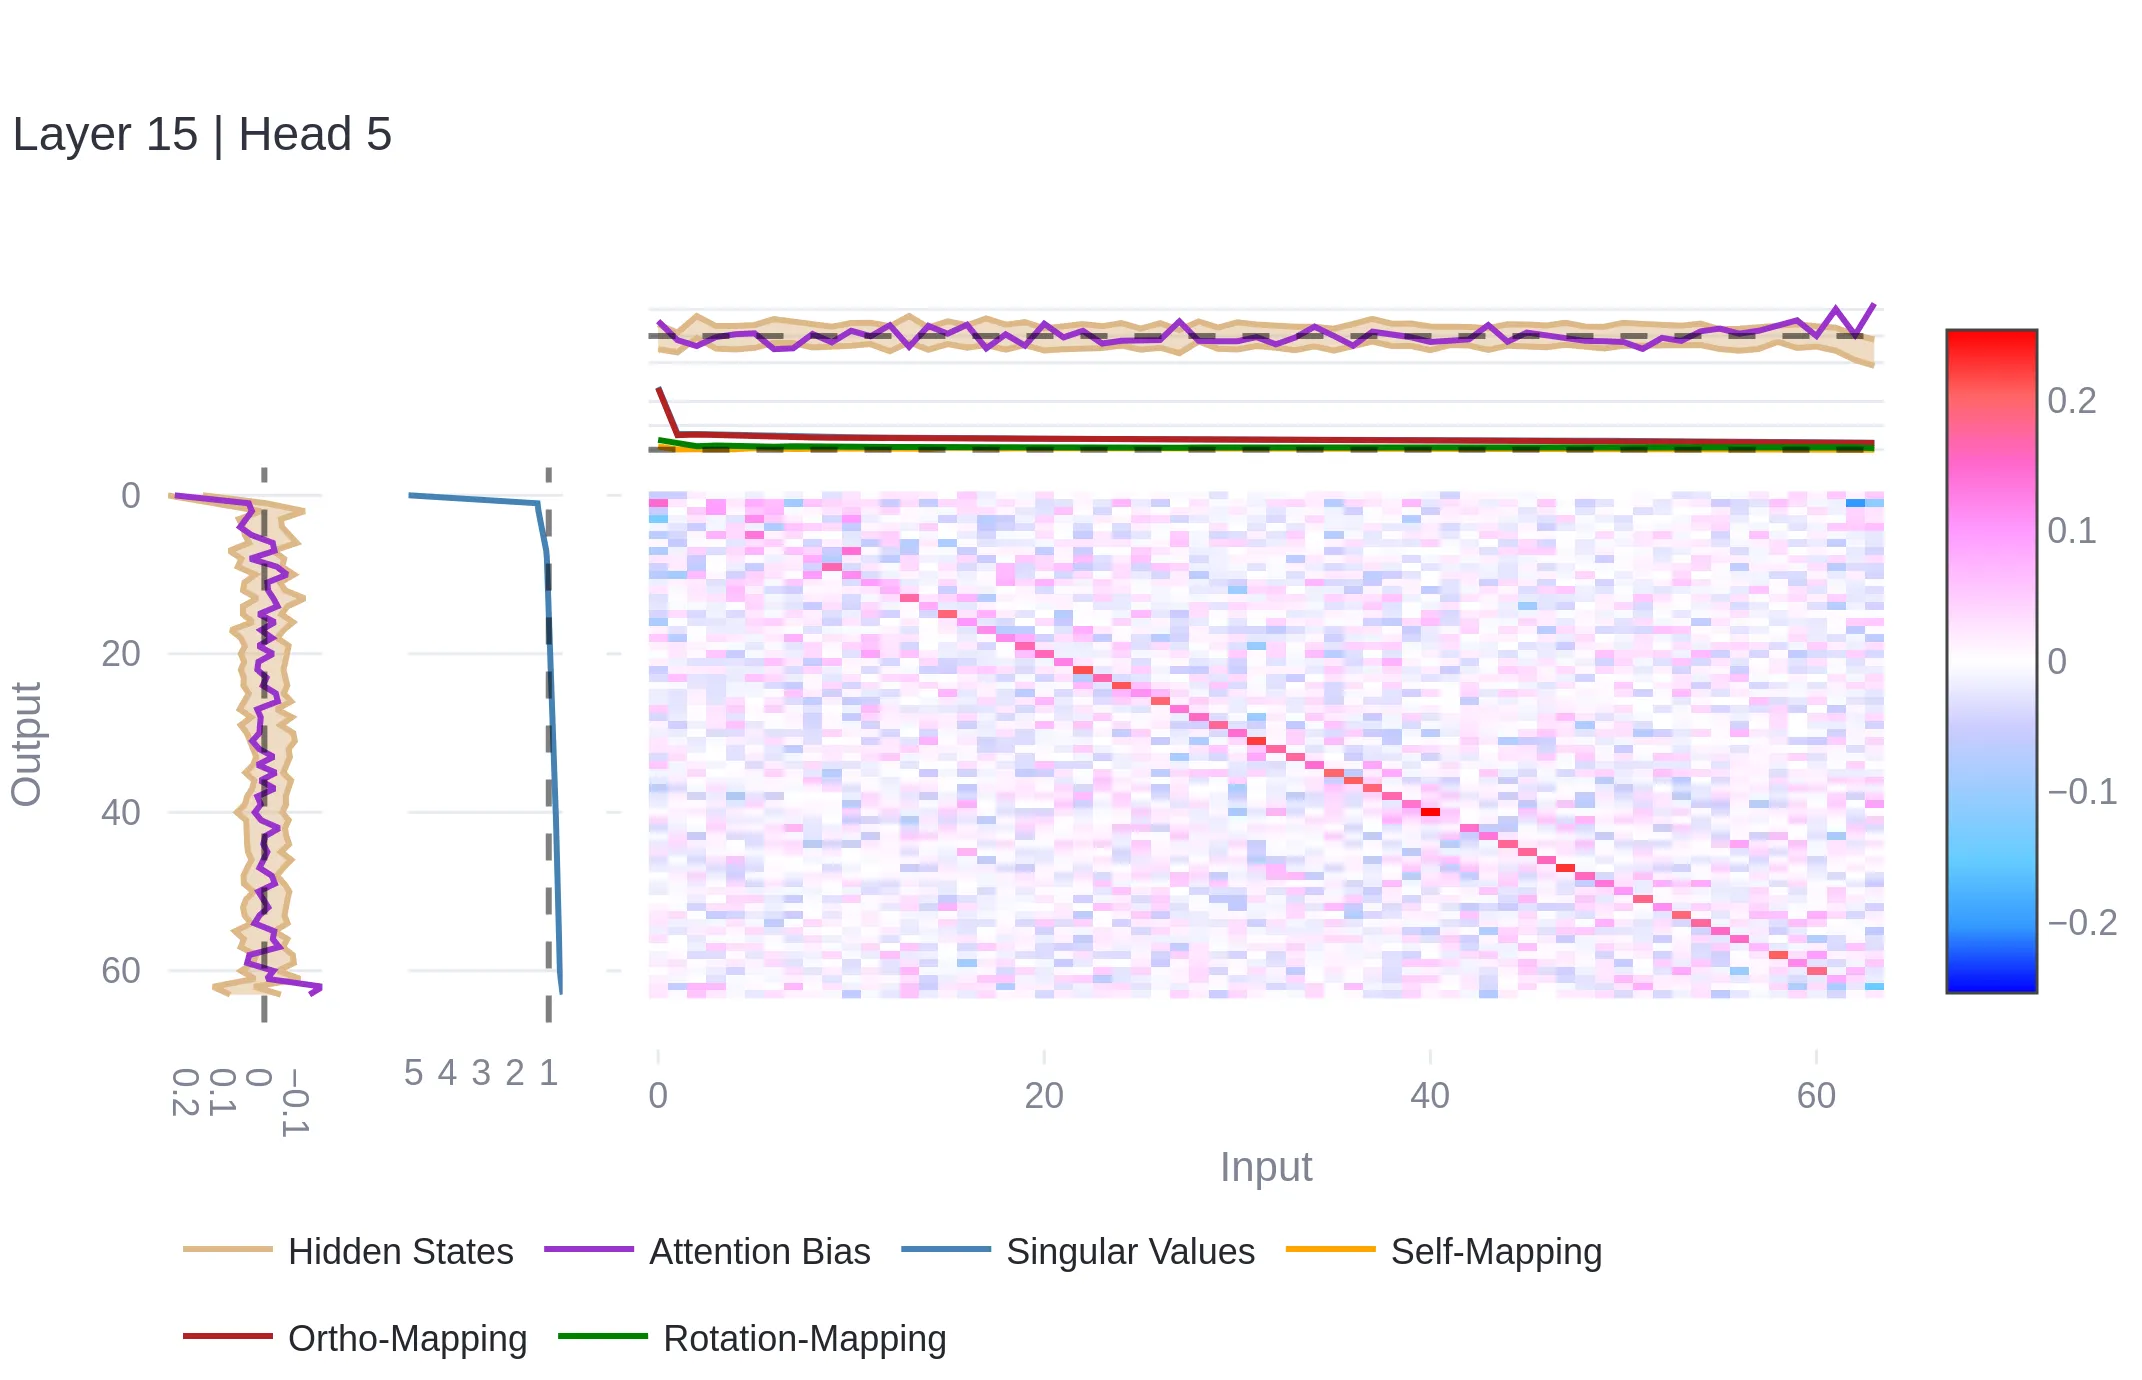 Layer 15 | Head 5
0
20
40
60
Output
0.2
0.1
0
−0.1
5 4 3 2 1
0 20 40 60
Input
0.2
0.1
0
−0.1
−0.2
Hidden States Attention Bias Singular Values Self-Mapping
Ortho-Mapping Rotation-Mapping